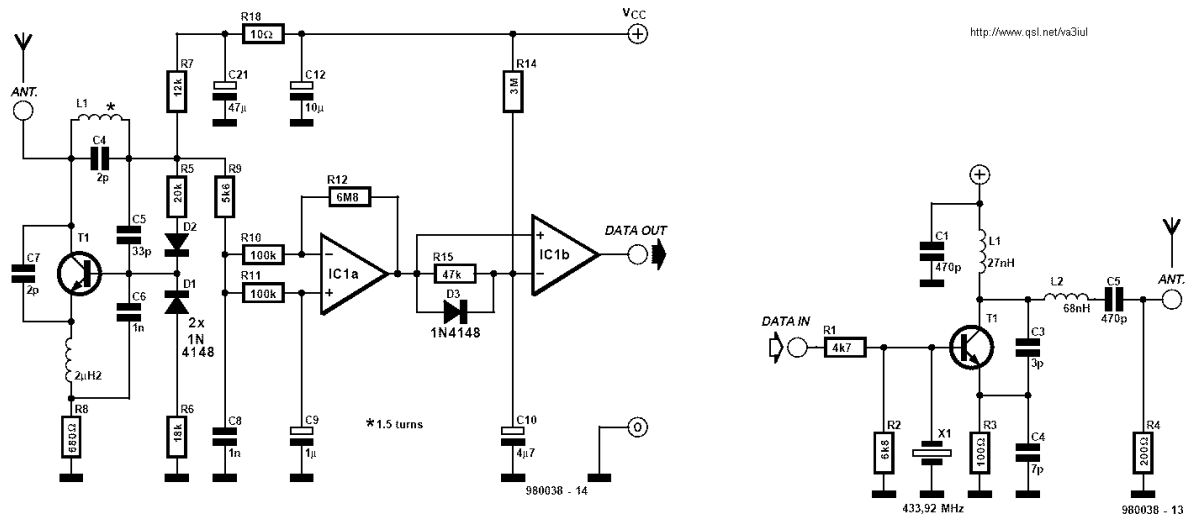 R18
10Ω
VCC
http://www.qsl.net/va3iul
ANT.
R7
12k
C21
47µ
C12
10µ
R14
3M
L1
*
C4
2p
R5
20k
R9
5k6
R12
6M8
C5
33p
D2
C7
2p
T1
R10
100k
R11
100k
IC1a
R15
47k
D3
1N4148
IC1b
DATA OUT
C6
1n
D1
2x
1N
4148
2µH2
R8
680Ω
R6
18k
C8
1n
C9
1µ
*1.5 turns
C10
4µ7
0
980038 - 14
C1
470p
L1
27nH
L2
68nH
C5
470p
ANT.
DATA IN
R1
4k7
T1
C3
3p
R2
6k8
X1
R3
100Ω
C4
7p
R4
200Ω
433,92 MHz
980038 - 13